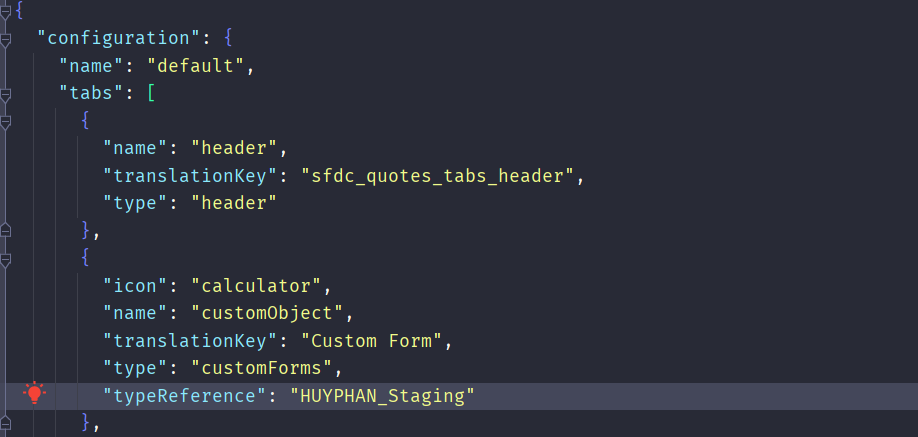 {
"configuration": {
"name": "default",
"tabs": [
{
"name": "header",
"translationKey": "sfdc_quotes_tabs_header",
"type": "header"
},
{
"icon": "calculator",
"name": "customObject",
"translationKey": "Custom Form",
"type": "customForms",
"typeReference": "HUYPHAN_Staging"
},